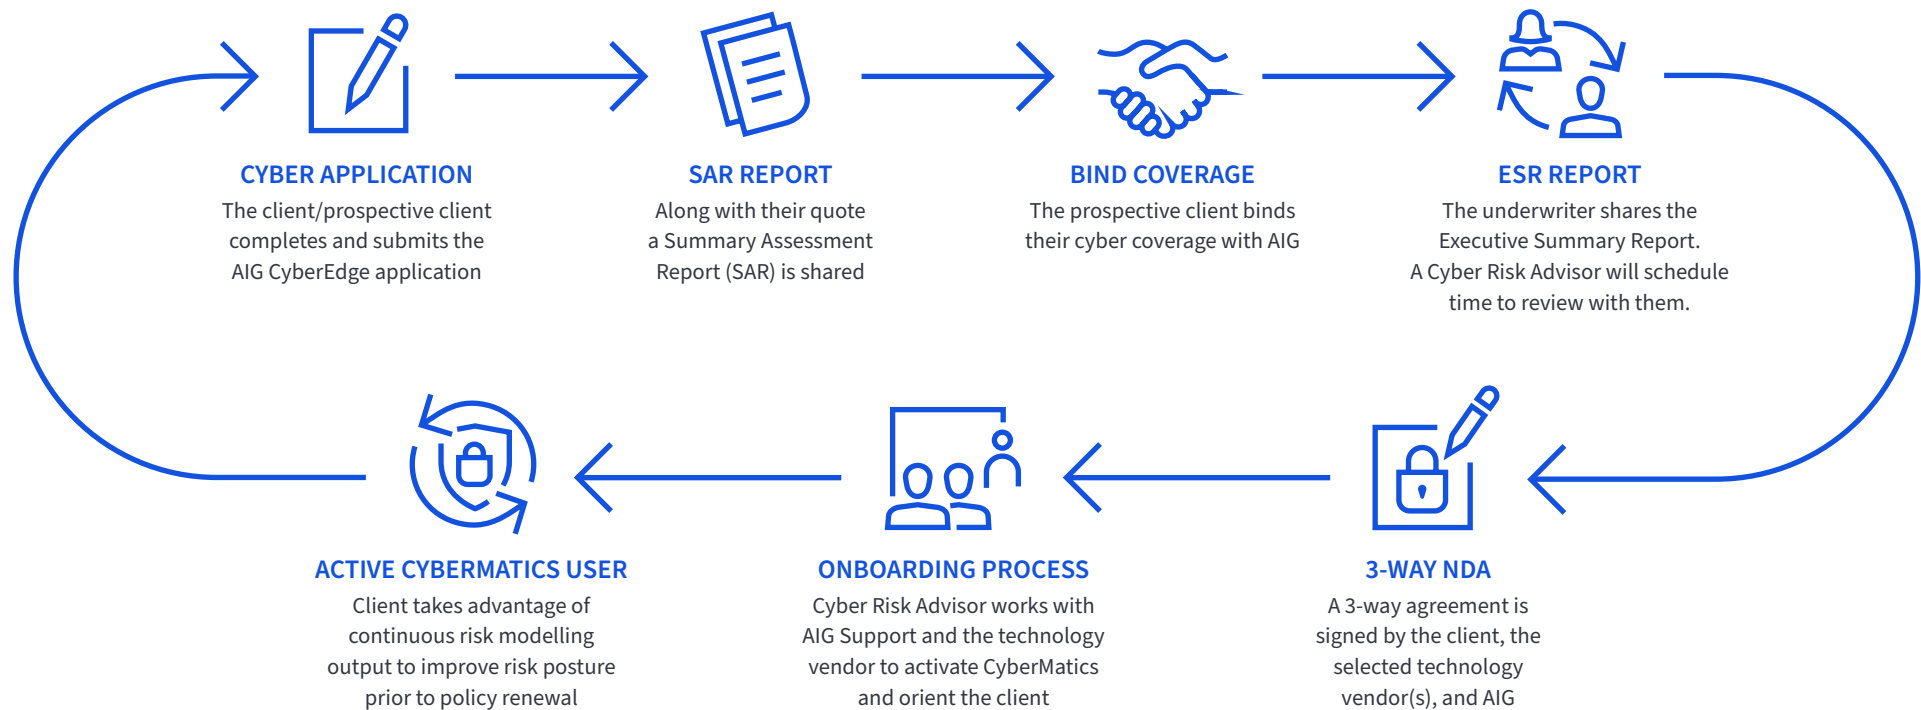 CYBER APPLICATION
The client/prospective client
completes and submits the
AIG CyberEdge application
SAR REPORT
Along with their quote
a Summary Assessment
Report (SAR) is shared
BIND COVERAGE
The prospective client binds
their cyber coverage with AIG
ESR REPORT
The underwriter shares the
Executive Summary Report.
A Cyber Risk Advisor will schedule
time to review with them.
3-WAY NDA
A 3-way agreement is
signed by the client, the
selected technology
vendor(s), and AIG
ONBOARDING PROCESS
Cyber Risk Advisor works with
AIG Support and the technology
vendor to activate CyberMatics
and orient the client
ACTIVE CYBERMATICS USER
Client takes advantage of
continuous risk modelling
output to improve risk posture
prior to policy renewal